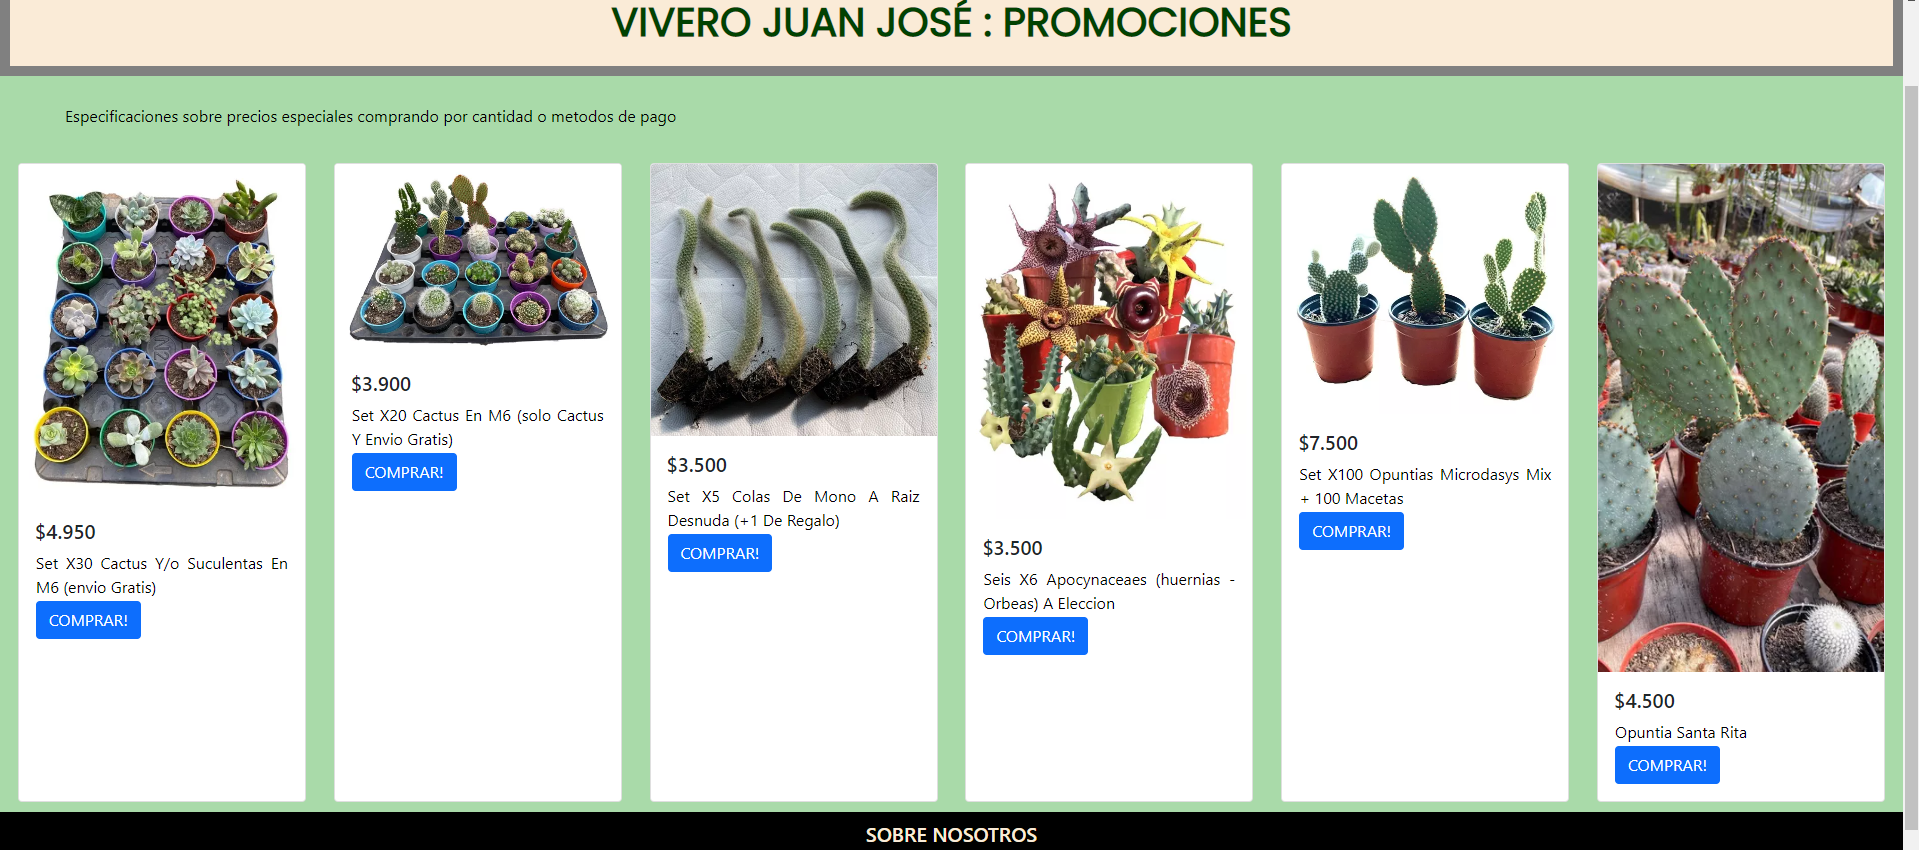 VIVERO JUAN JOSÉ : PROMOCIONES
Especificaciones sobre precios especiales comprando por cantidad o metodos de pago
$4.950
Set X30 Cactus Y/o Suculentas En
M6 (envio Gratis)
COMPRAR!
$3.900
Set X20 Cactus En M6 (solo Cactus
Y Envio Gratis)
COMPRAR!
$3.500
Set X5 Colas De Mono A Raiz
Desnuda (+1 De Regalo)
COMPRAR!
$3.500
Seis X6 Apocynaceaes (huernias -
Orbeas) A Eleccion
COMPRAR!
$7.500
Set X100 Opuntias Microdasys Mix
+ 100 Macetas
COMPRAR!
$4.500
Opuntia Santa Rita
COMPRAR!
SOBRE NOSOTROS